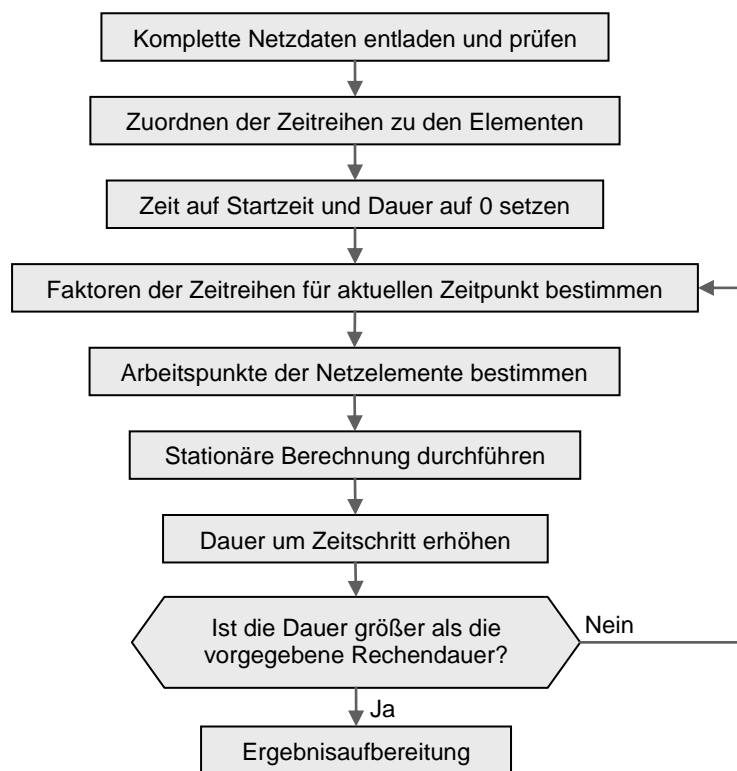 Komplette Netzdaten entladen und prüfen
Zuordnen der Zeitreihen zu den Elementen
Zeit auf Startzeit und Dauer auf 0 setzen
Faktoren der Zeitreihen für aktuellen Zeitpunkt bestimmen
Arbeitspunkte der Netzelemente bestimmen
Stationäre Berechnung durchführen
Dauer um Zeitschritt erhöhen
Ist die Dauer größer als die
vorgegebene Rechendauer?
Nein
Ja
Ergebnisaufbereitung